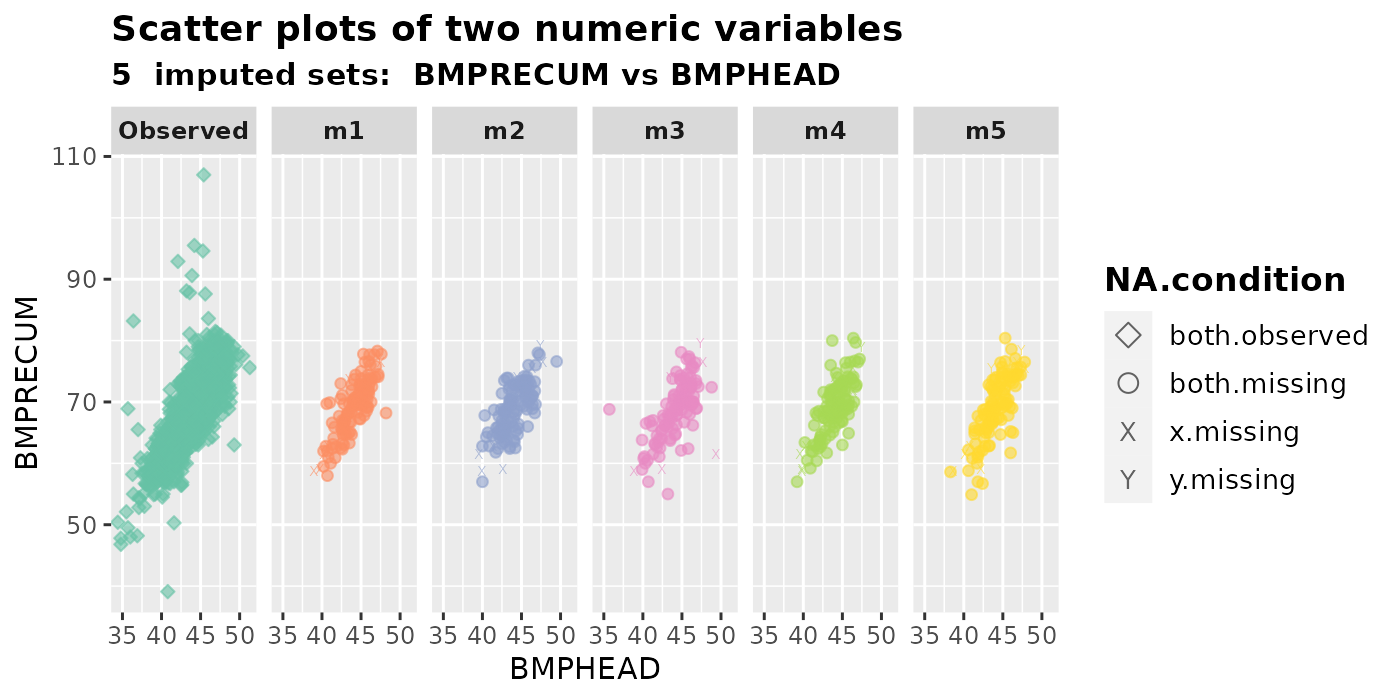 Scatter plots of two numeric variables
5 imputed sets: BMPRECUM vs BMPHEAD
Observed m1 m2 m3 m4 m5
110
90
70
50
BMPRECUM
35 40 45 50 35 40 45 50 35 40 45 50 35 40 45 50 35 40 45 50 35 40 45 50
BMPHEAD
NA.condition
both.observed
both.missing
X x.missing
Y y.missing